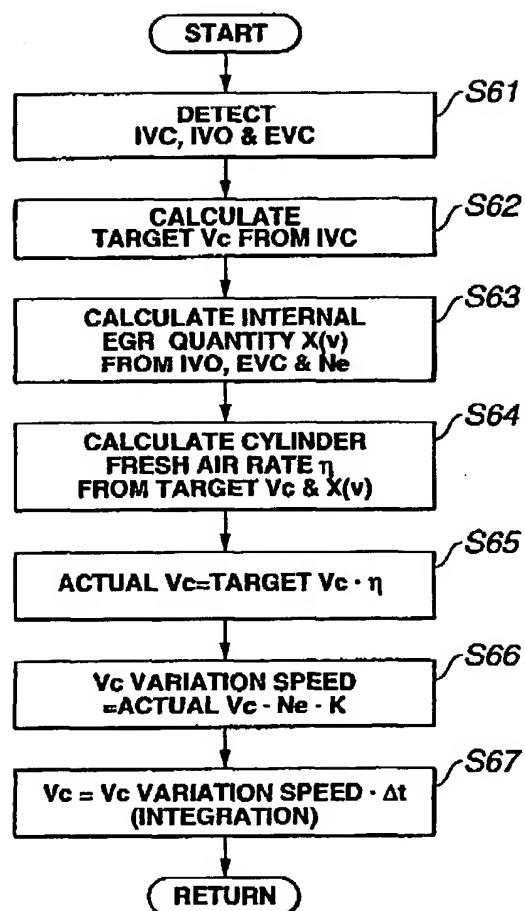 START
S61
DETECT
IVC, IVO & EVC
S62
CALCULATE
TARGET Vc FROM IVC
S63
CALCULATE INTERNAL
EGR QUANTITY X(v)
FROM IVO, EVC & Ne
S64
CALCULATE CYLINDER
FRESH AIR RATE η
FROM TARGET Vc & X(v)
S65
ACTUAL Vc=TARGET Vc · η
S66
Vc VARIATION SPEED
=ACTUAL Vc · Ne · K
S67
Vc = Vc VARIATION SPEED · Δt
(INTEGRATION)
RETURN